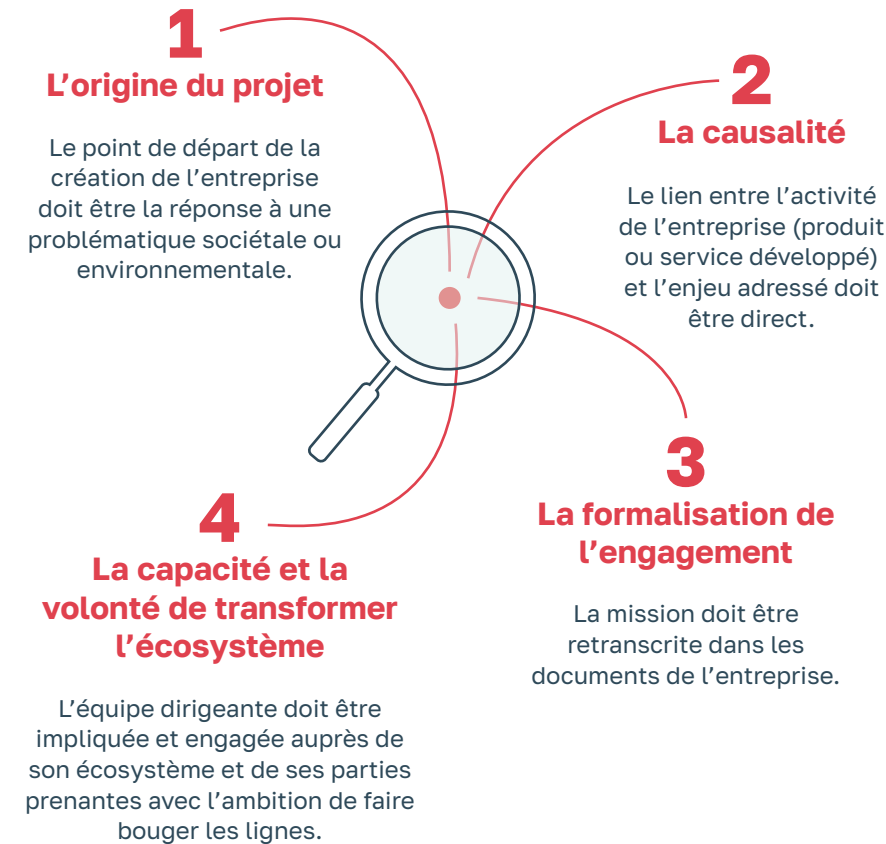 1
L’origine du projet
Le point de départ de la
création de l’entreprise
doit être la réponse à une
problématique sociétale ou
environnementale.
2
La causalité
Le lien entre l’activité
de l’entreprise (produit
ou service développé)
et l’enjeu adressé doit
être direct.
3
La formalisation de
l’engagement
La mission doit être
retranscrite dans les
documents de l’entreprise.
4
La capacité et la
volonté de transformer
l’écosystème
L’équipe dirigeante doit être
impliquée et engagée auprès de
son écosystème et de ses parties
prenantes avec l’ambition de faire
bouger les lignes.